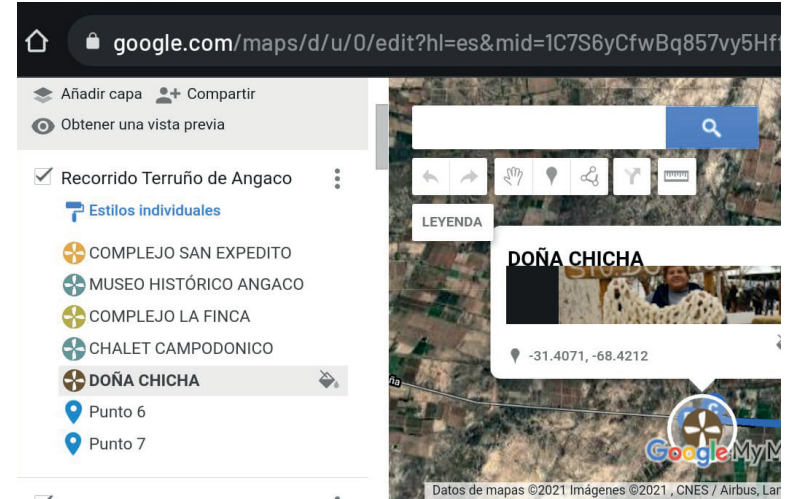 google.com/maps/d/u/0/edit?hl=es&mid=1C7S6yCfwBq857vy5Hf
Añadir capa Compartir
Obtener una vista previa
Recorrido Terruño de Angaco
Estilos individuales
COMPLEJO SAN EXPEDITO
MUSEO HISTÓRICO ANGACO
COMPLEJO LA FINCA
CHALET CAMPODONICO
DOÑA CHICHA
Punto 6
Punto 7
LEYENDA
DOÑA CHICHA
-31.4071, -68.4212
Google My M
Datos de mapas ©2021 Imágenes ©2021 , CNES / Airbus, Lan